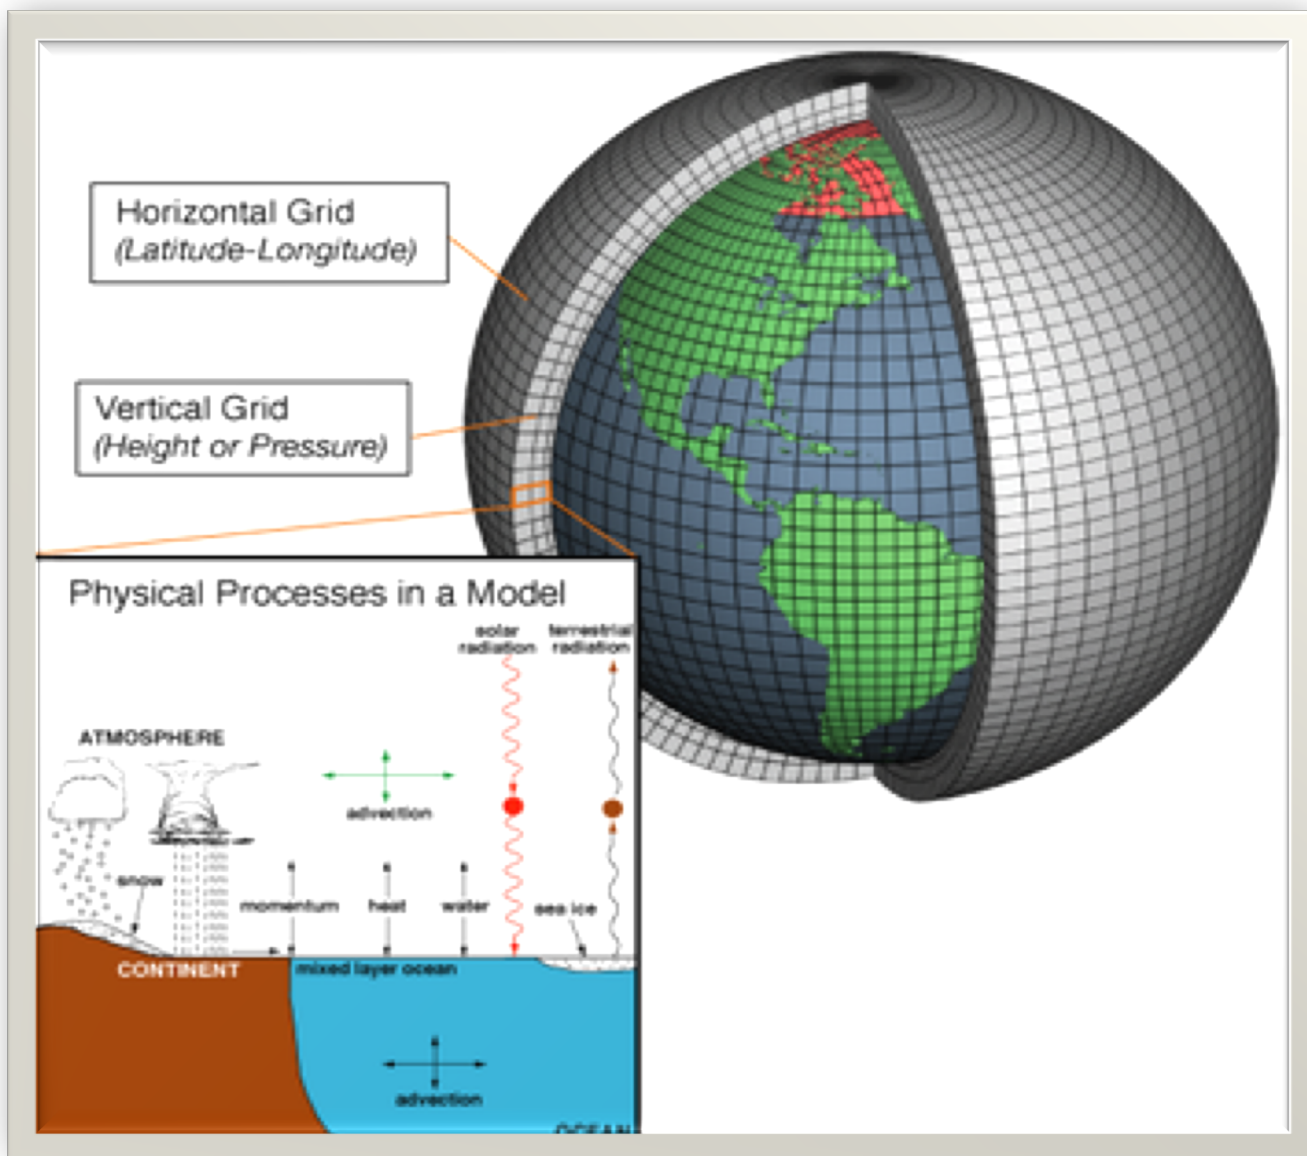 Horizontal Grid
(Latitude-Longitude)
Vertical Grid
(Height or Pressure)
Physical Processes in a Model
solar
radiation
terrestrial
radiation
ATMOSPHERE
advection
snow
momentum
heat
water
sea ice
CONTINENT
mixed layer ocean
advection
OCEAN